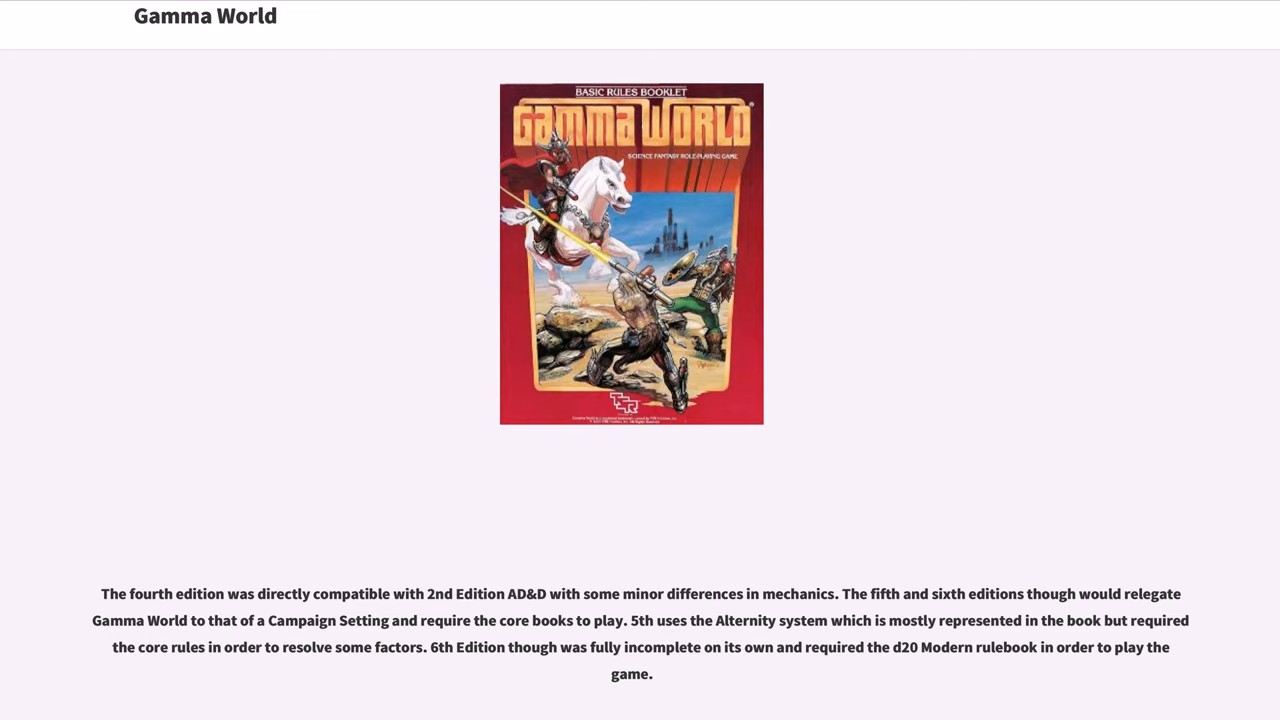 Gamma World
BASIC RULES BOOKLET
GAMMA WORLD
SCIENCE FANTASY ROLE-PLAYING GAME
TSR
The fourth edition was directly compatible with 2nd Edition AD&D with some minor differences in mechanics. The fifth and sixth editions though would relegate
Gamma World to that of a Campaign Setting and require the core books to play. 5th uses the Alternity system which is mostly represented in the book but required
the core rules in order to resolve some factors. 6th Edition though was fully incomplete on its own and required the d20 Modern rulebook in order to play the
game.